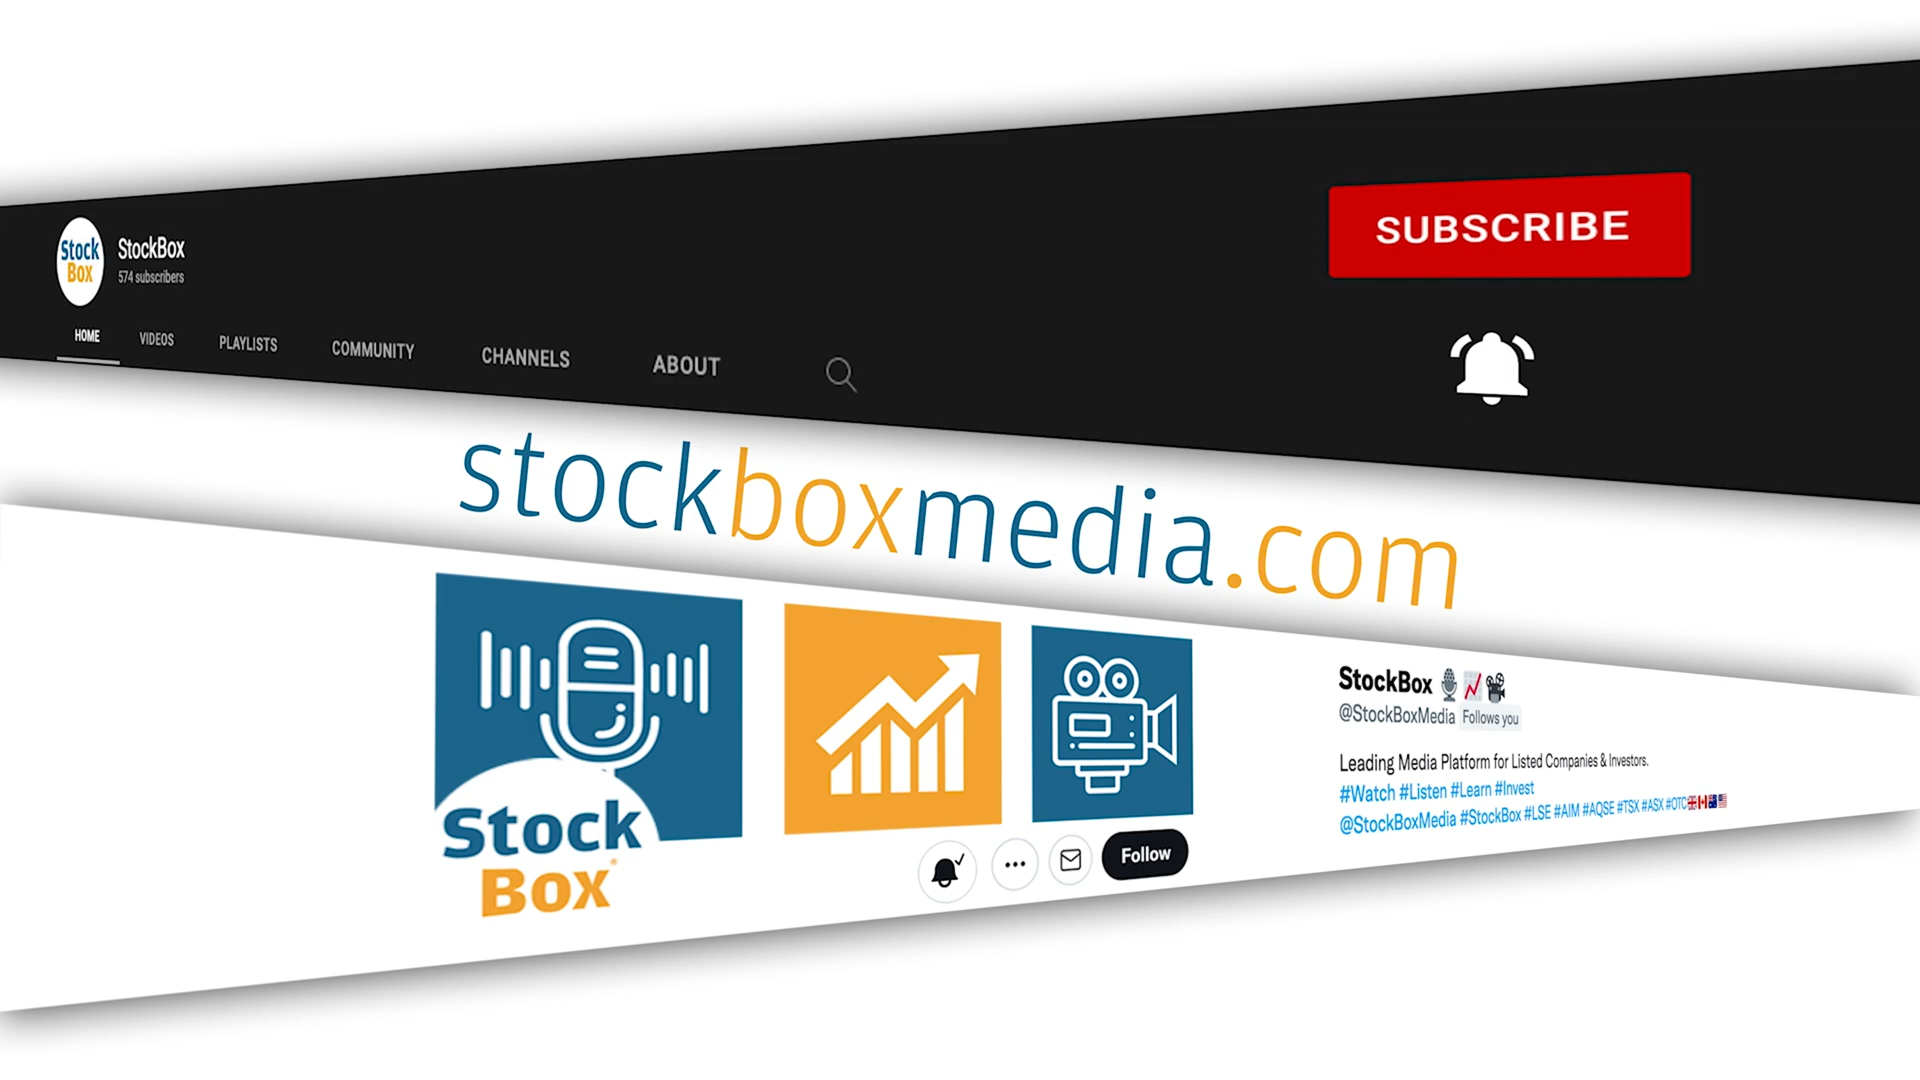 Stock
Box
StockBox
574 subscribers
SUBSCRIBE
HOME VIDEOS PLAYLISTS COMMUNITY CHANNELS ABOUT
stockboxmedia.com
Stock
Box
Follow
StockBox
@StockBoxMedia Follows you
Leading Media Platform for Listed Companies & Investors.
#Watch #Listen #Learn #Invest
@StockBoxMedia #StockBox #LSE #AIM #AQSE #TSX #ASX #OTC